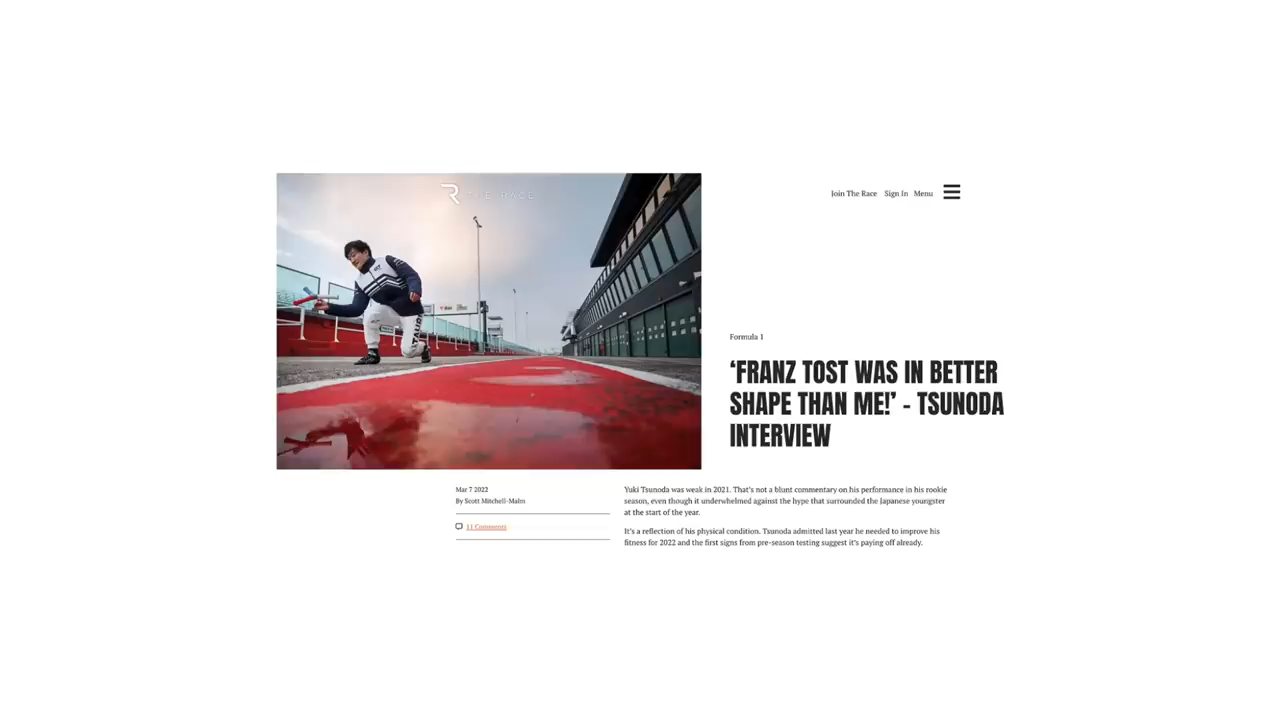 THE RACE
Join The Race
Sign In
Menu
Formula 1
‘FRANZ TOST WAS IN BETTER
SHAPE THAN ME!’ - TSUNODA
INTERVIEW
Mar 7 2022
By Scott Mitchell-Malm
11 Comments
Yuki Tsunoda was weak in 2021. That's not a blunt commentary on his performance in his rookie
season, even though it underwhelmed against the hype that surrounded the Japanese youngster
at the start of the year.
It's a reflection of his physical condition. Tsunoda admitted last year he needed to improve his
fitness for 2022 and the first signs from pre-season testing suggest it's paying off already.